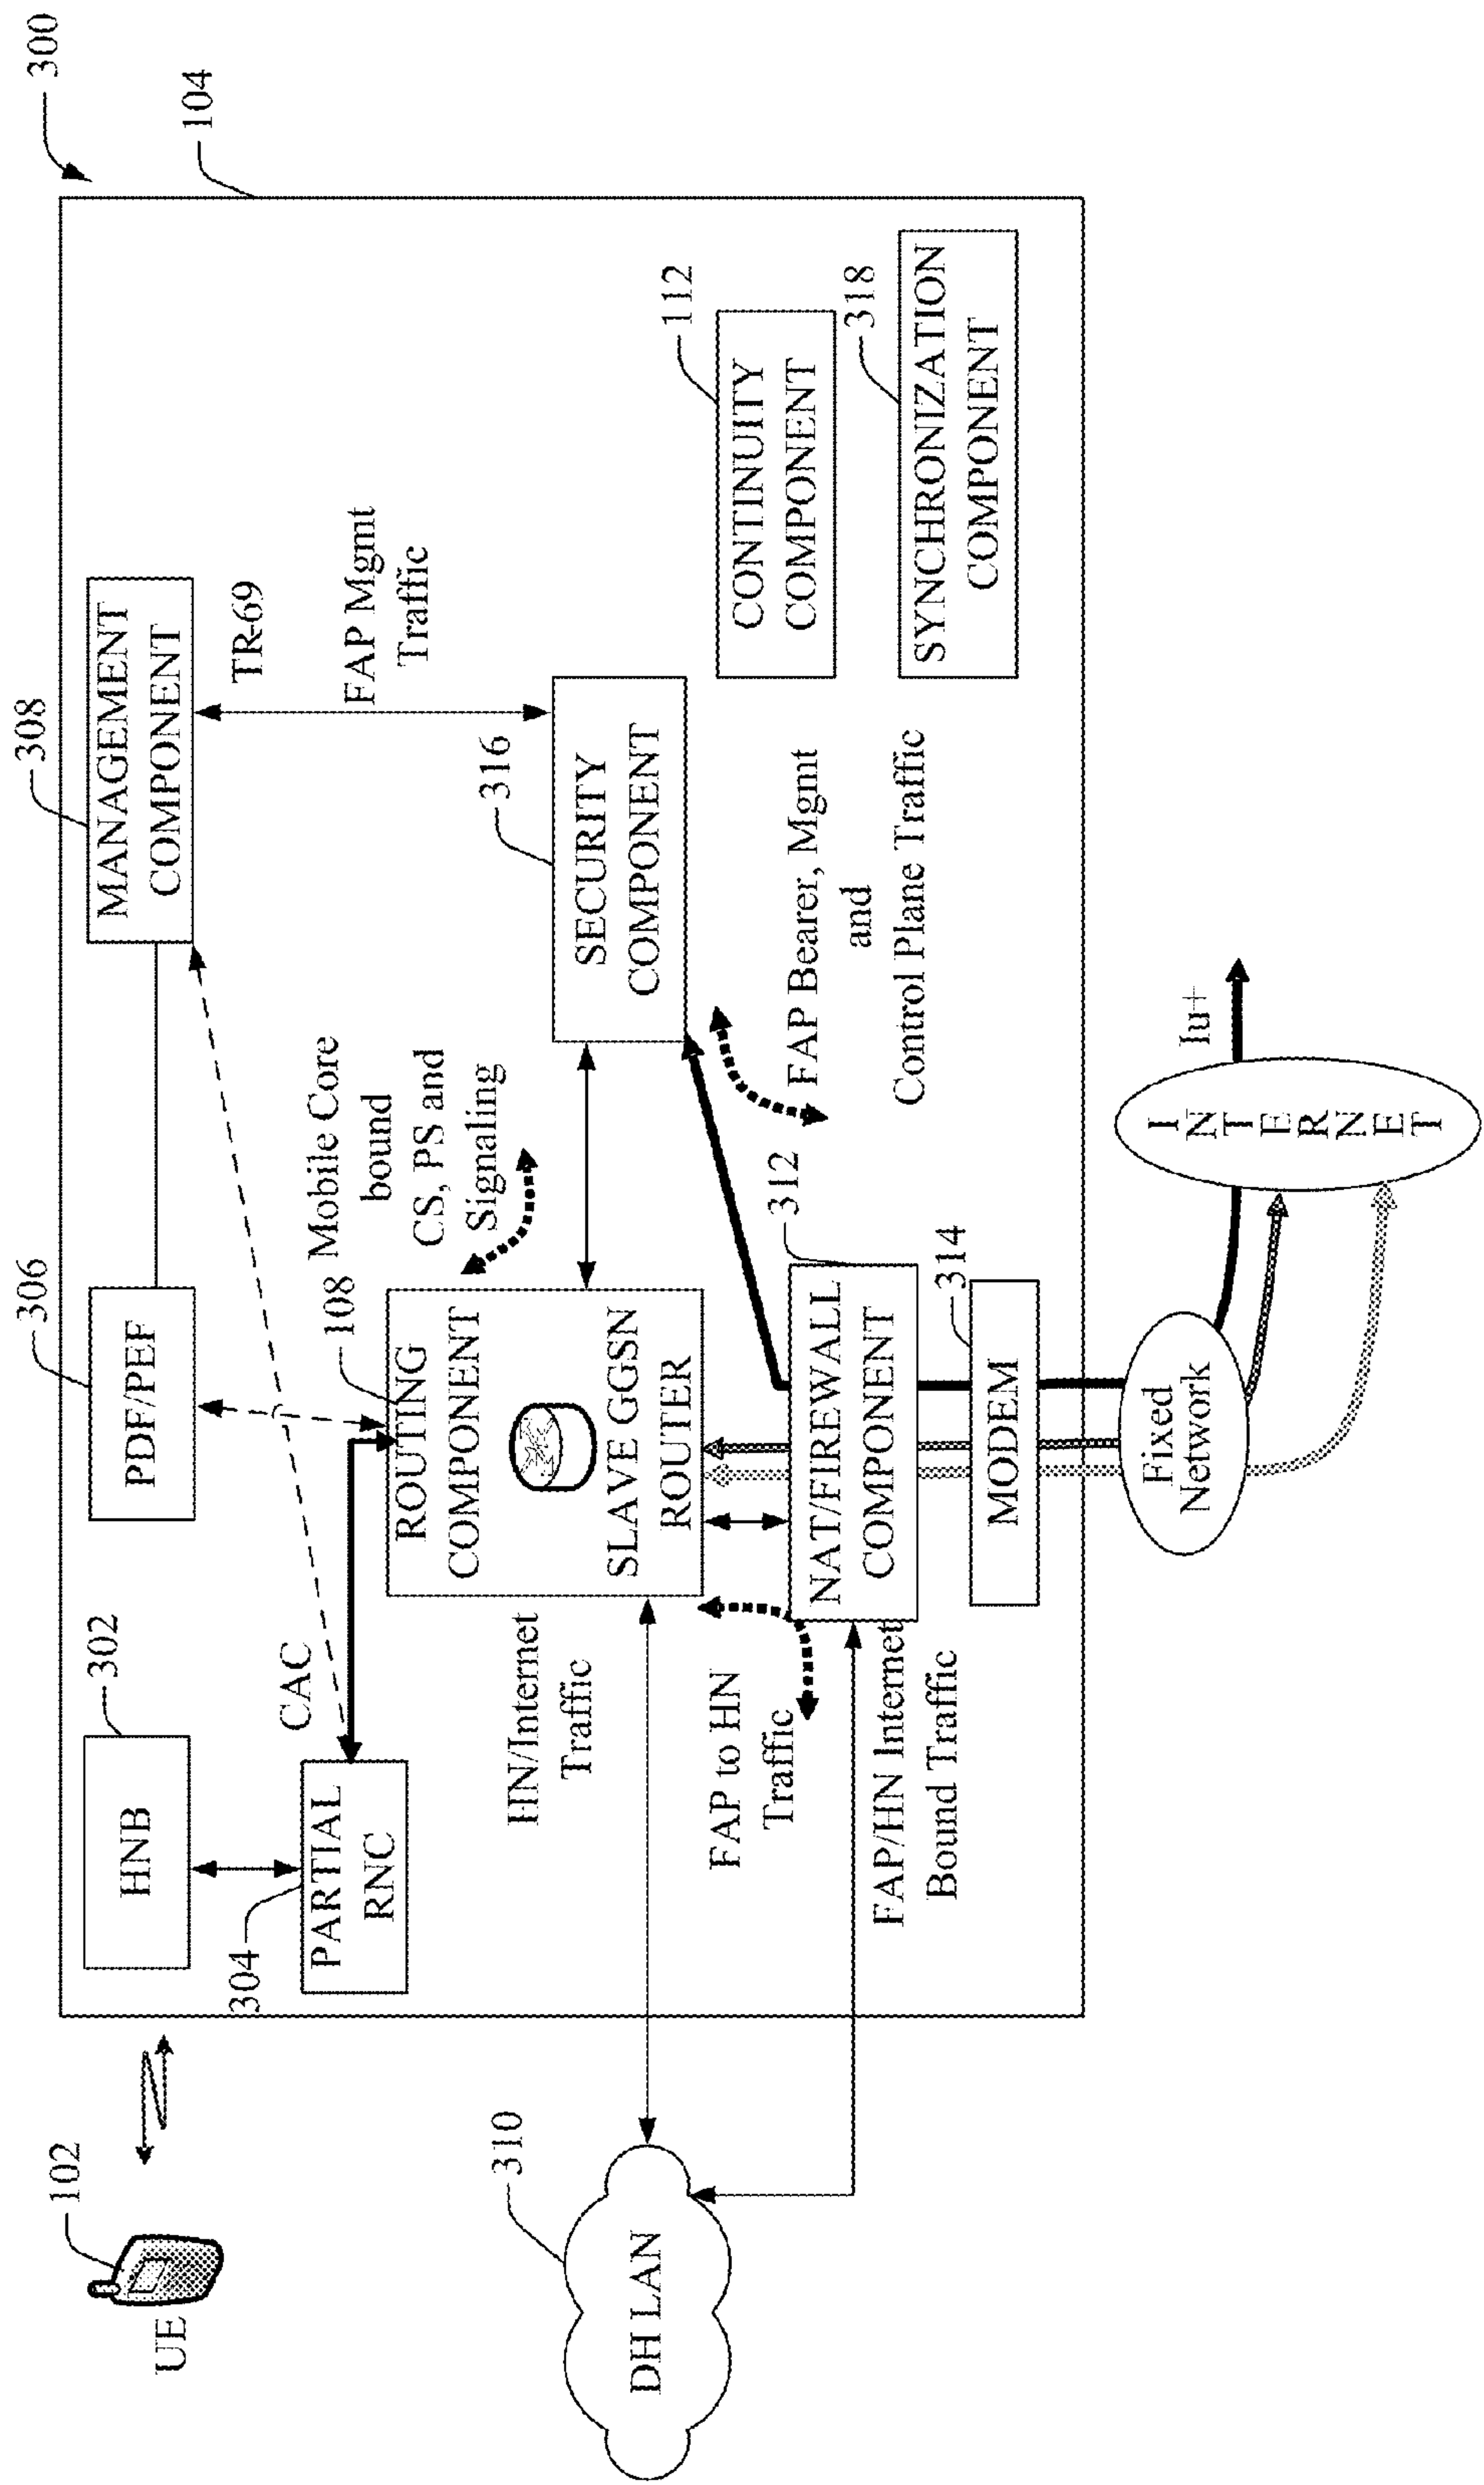 300
104
UE
102
HNB
302
PARTIAL
RNC
304
CAC
PDF/PEF
306
MANAGEMENT
COMPONENT
308
TR-69
FAP Mgmt
Traffic
ROUTING
COMPONENT
108
SLAVE GGSN
ROUTER
Mobile Core
bound
CS, PS and
Signaling
SECURITY
COMPONENT
316
HN/Internet
Traffic
DH LAN
310
FAP to HN
Traffic
FAP/HN Internet
Bound Traffic
NAT/FIREWALL
COMPONENT
312
FAP Bearer, Mgmt
and
Control Plane Traffic
CONTINUITY
COMPONENT
112
SYNCHRONIZATION
COMPONENT
318
MODEM
314
Fixed
Network
INTERNET
Iu+